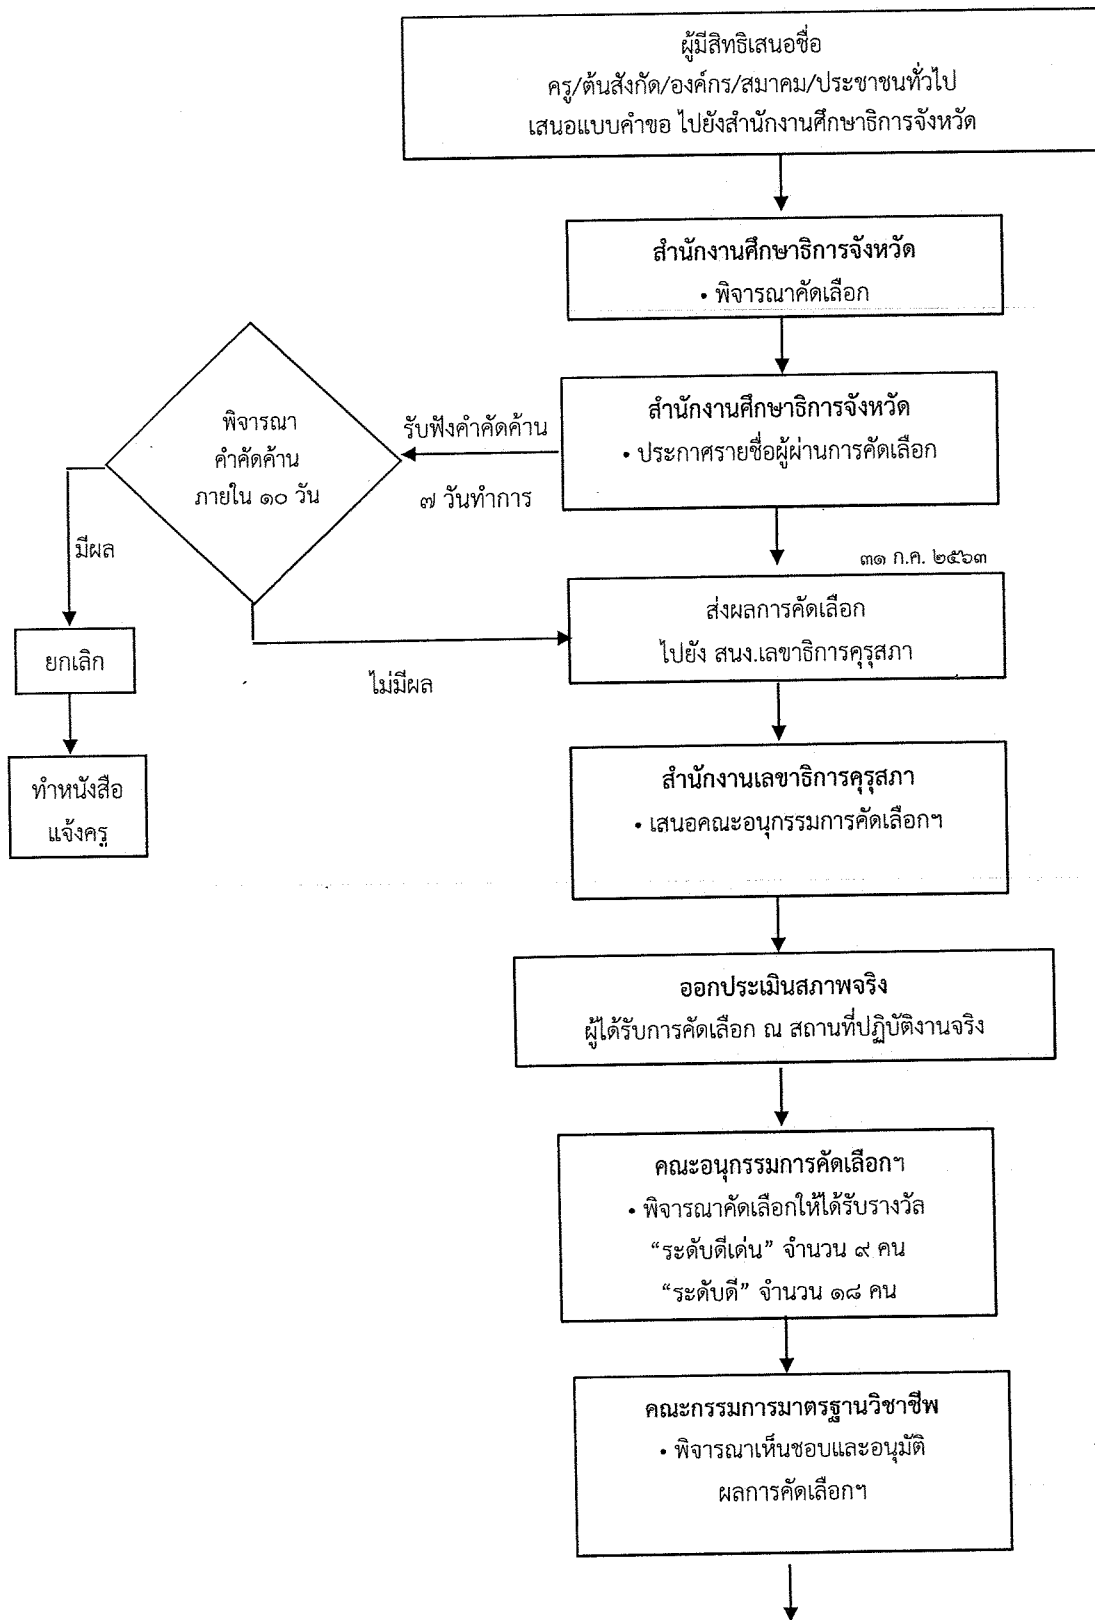 ผู้มีสิทธิเสนอชื่อ
ครู/ต้นสังกัด/องค์กร/สมาคม/ประชาชนทั่วไป
เสนอแบบคำขอ ไปยังสำนักงานศึกษาธิการจังหวัด
สำนักงานศึกษาธิการจังหวัด
• พิจารณาคัดเลือก
สำนักงานศึกษาธิการจังหวัด
• ประกาศรายชื่อผู้ผ่านการคัดเลือก
รับฟังคำคัดค้าน
๗ วันทำการ
พิจารณา
คำคัดค้าน
ภายใน ๑๐ วัน
มีผล
ยกเลิก
ทำหนังสือ
แจ้งครู
ไม่มีผล
๓๑ ก.ค. ๒๕๖๓
ส่งผลการคัดเลือก
ไปยัง สนง.เลขาธิการคุรุสภา
สำนักงานเลขาธิการคุรุสภา
• เสนอคณะอนุกรรมการคัดเลือกฯ
ออกประเมินสภาพจริง
ผู้ได้รับการคัดเลือก ณ สถานที่ปฏิบัติงานจริง
คณะอนุกรรมการคัดเลือกฯ
• พิจารณาคัดเลือกให้ได้รับรางวัล
“ระดับดีเด่น” จำนวน ๙ คน
“ระดับดี” จำนวน ๑๘ คน
คณะกรรมการมาตรฐานวิชาชีพ
• พิจารณาเห็นชอบและอนุมัติ
ผลการคัดเลือกฯ